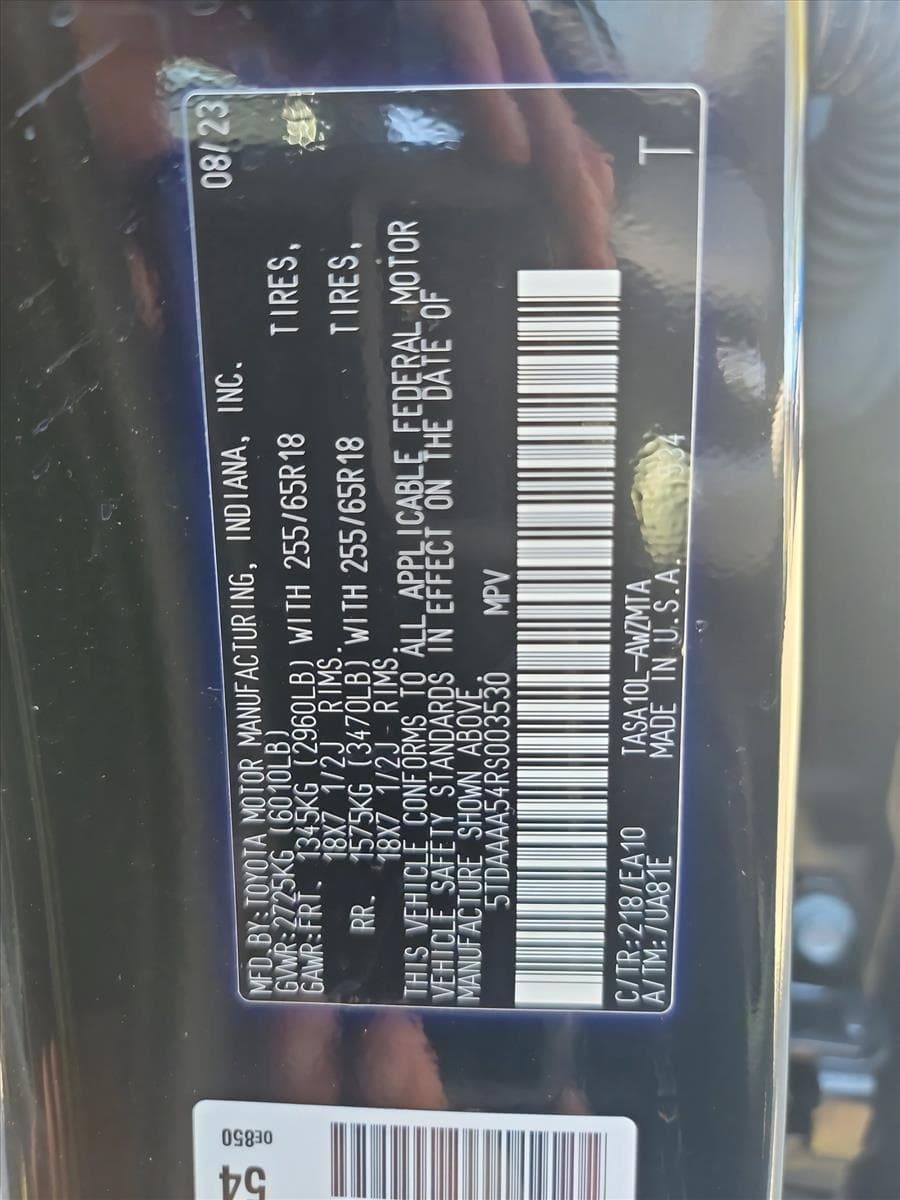 MFD.BY:TOYOTA MOTOR MANUFACTURING, INDIANA, INC. 08/23
GVWR:2725KG (6010LB)
GAWR:FRT. 1345KG (2960LB) WITH 255/65R18 TIRES,
18X7 1/2J RIMS.
RR. 1575KG (3470LB) WITH 255/65R18 TIRES,
18X7 1/2J RIMS.
THIS VEHICLE CONFORMS TO ALL APPLICABLE FEDERAL MOTOR
VEHICLE SAFETY STANDARDS IN EFFECT ON THE DATE OF
MANUFACTURE SHOWN ABOVE.
5TDAAAA54RS003530 MPV
C/TR:218/EA10 TASA10L-AWZMTA T
A/TM:7UA81E MADE IN U.S.A.
0E850
54